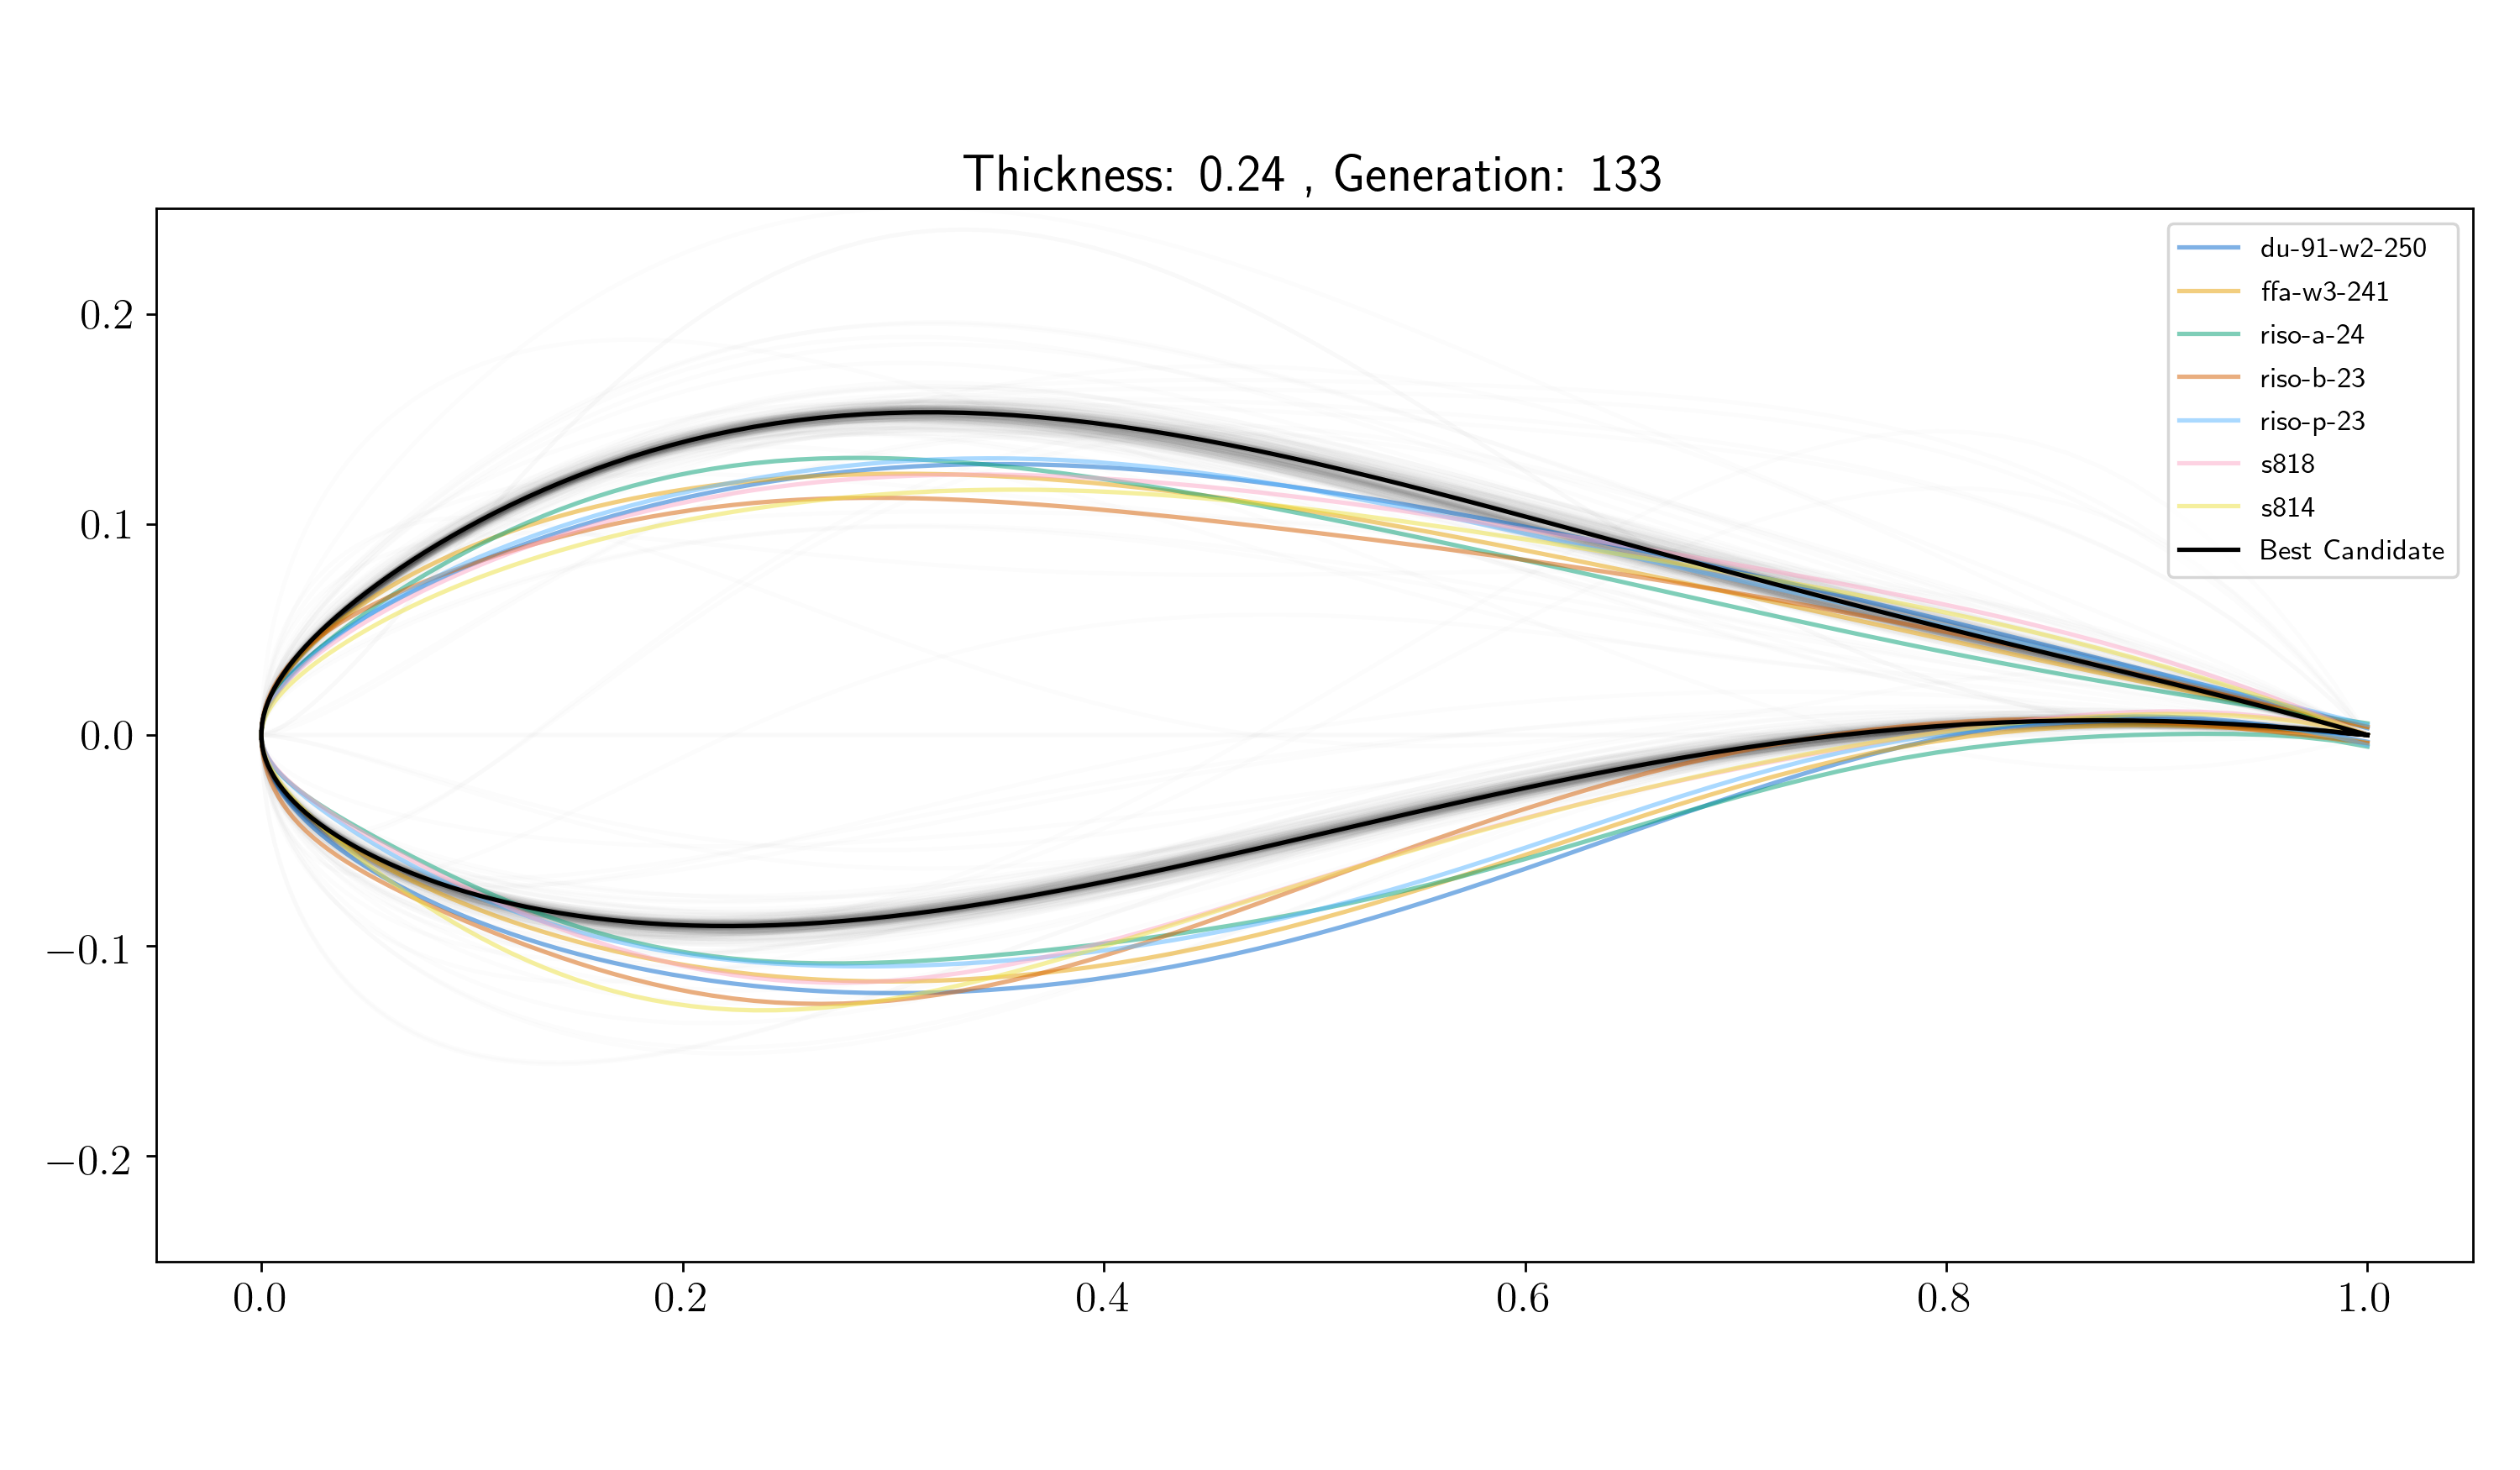 Thickness: 0.24 , Generation: 133
du-91-w2-250
ffa-w3-241
riso-a-24
riso-b-23
riso-p-23
s818
s814
Best Candidate
0.2
0.1
0.0
−0.1
−0.2
0.0 0.2 0.4 0.6 0.8 1.0